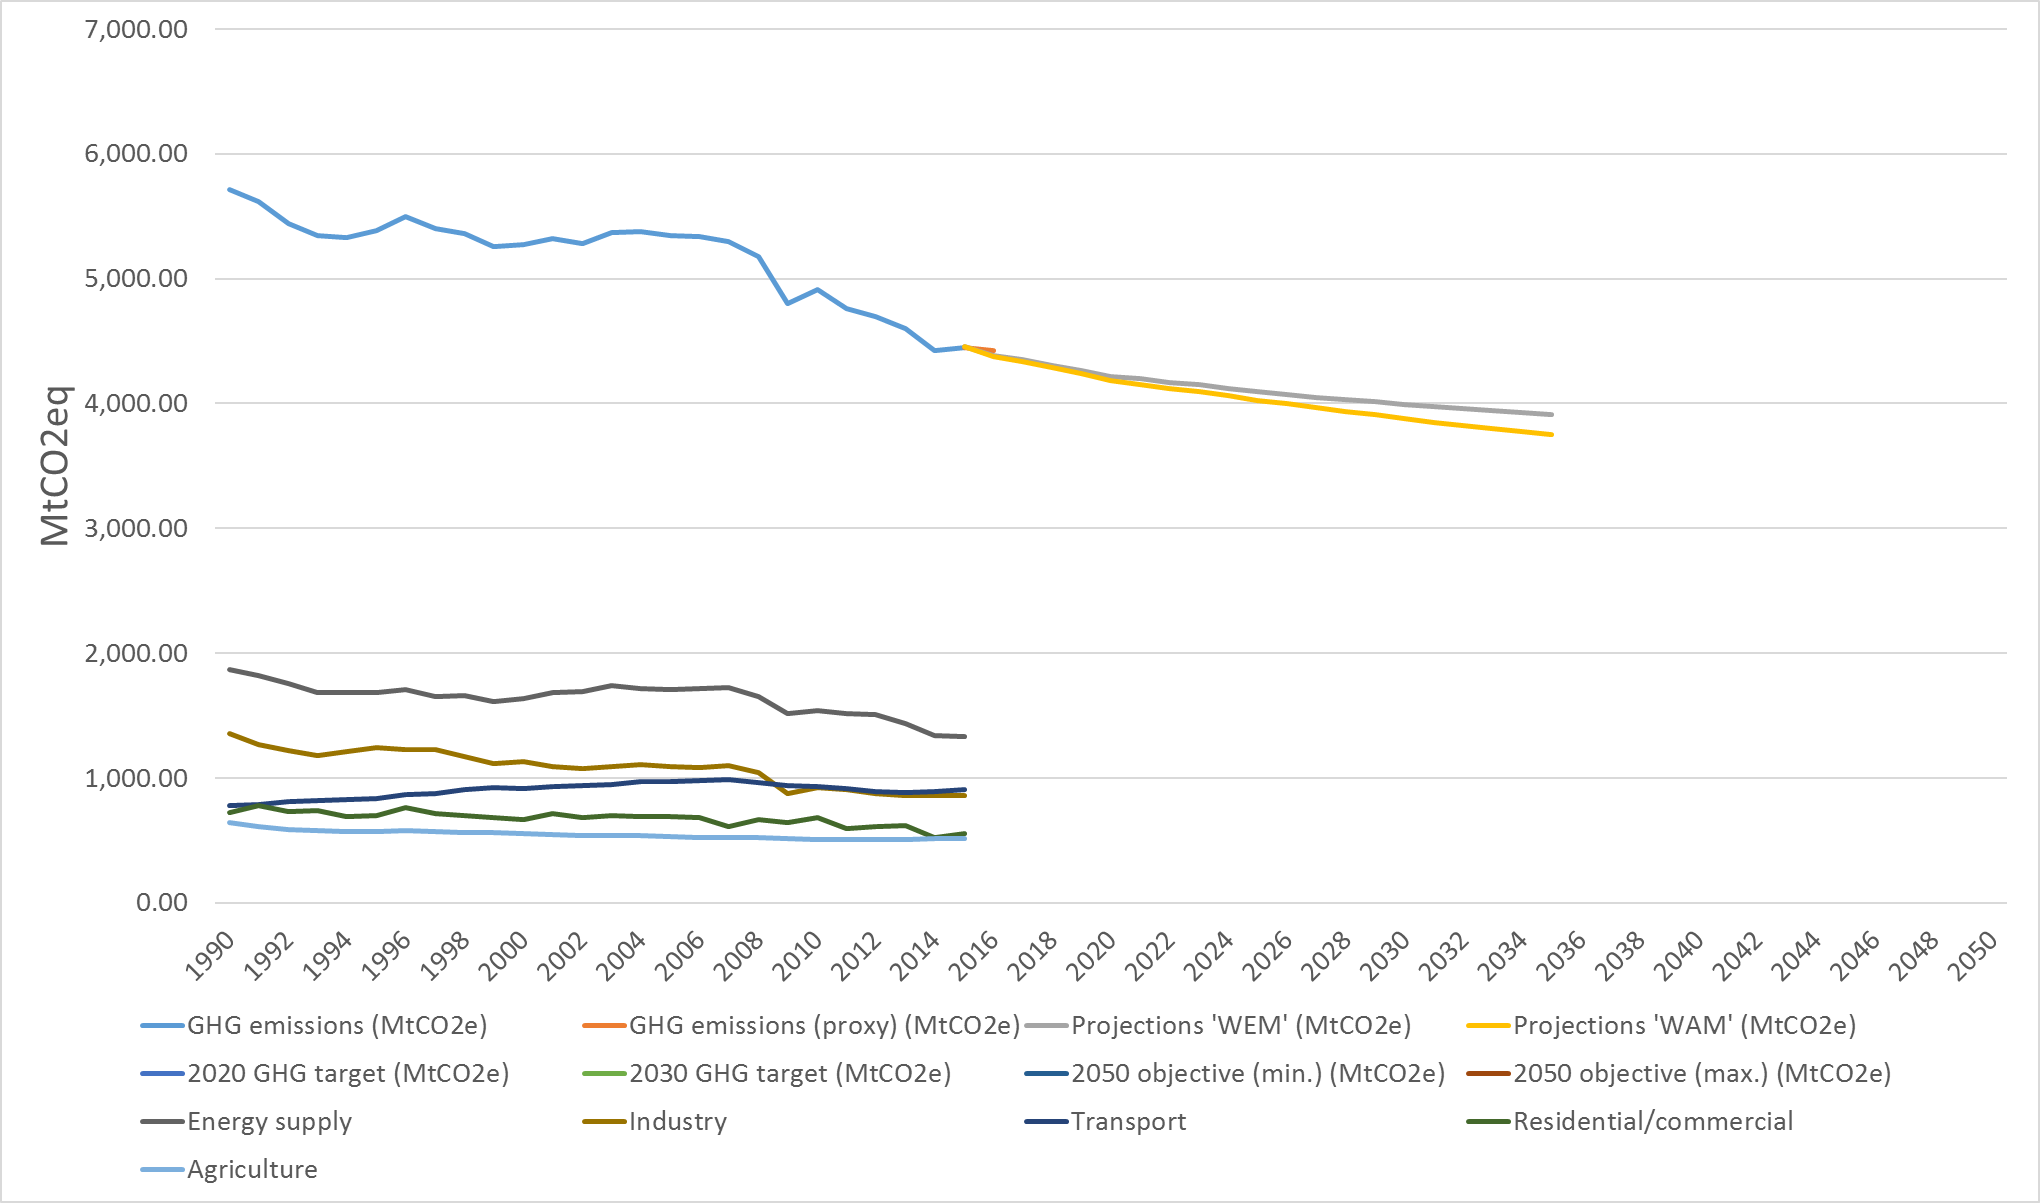 7,000.00
6,000.00
5,000.00
4,000.00
3,000.00
2,000.00
1,000.00
0.00
MtCO2eq
1990 1992 1994 1996 1998 2000 2002 2004 2006 2008 2010 2012 2014 2016 2018 2020 2022 2024 2026 2028 2030 2032 2034 2036 2038 2040 2042 2044 2046 2048 2050
GHG emissions (MtCO2e) GHG emissions (proxy) (MtCO2e) Projections 'WEM' (MtCO2e) Projections 'WAM' (MtCO2e)
2020 GHG target (MtCO2e) 2030 GHG target (MtCO2e) 2050 objective (min.) (MtCO2e) 2050 objective (max.) (MtCO2e)
Energy supply Industry Transport Residential/commercial
Agriculture